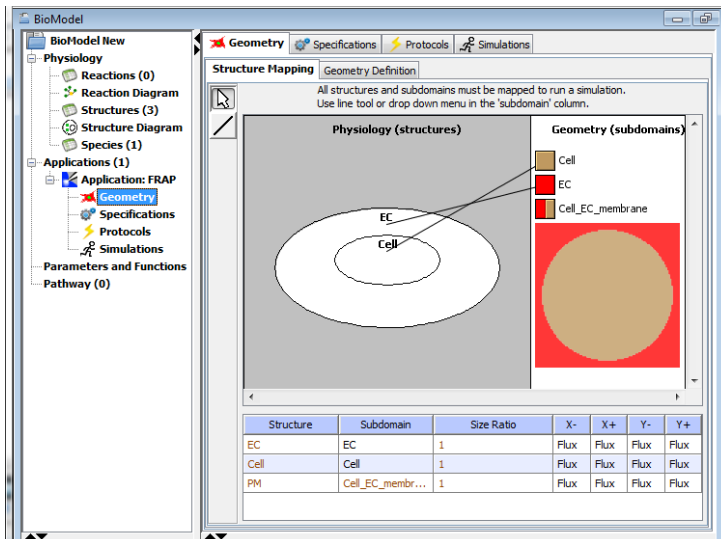 BioModel
BioModel New
Physiology
Reactions (0)
Reaction Diagram
Structures (3)
Structure Diagram
Species (1)
Applications (1)
Application: FRAP
Geometry
Specifications
Protocols
Simulations
Parameters and Functions
Pathway (0)
Geometry Specifications Protocols Simulations
Structure Mapping Geometry Definition
All structures and subdomains must be mapped to run a simulation.
Use line tool or drop down menu in the 'subdomain' column.
Physiology (structures) Geometry (subdomains)
Cell
EC
Cell_EC_membrane
EC
Cell
Structure Subdomain Size Ratio X- X+ Y- Y+
EC EC 1 Flux Flux Flux Flux
Cell Cell 1 Flux Flux Flux Flux
PM Cell_EC_membr... 1 Flux Flux Flux Flux